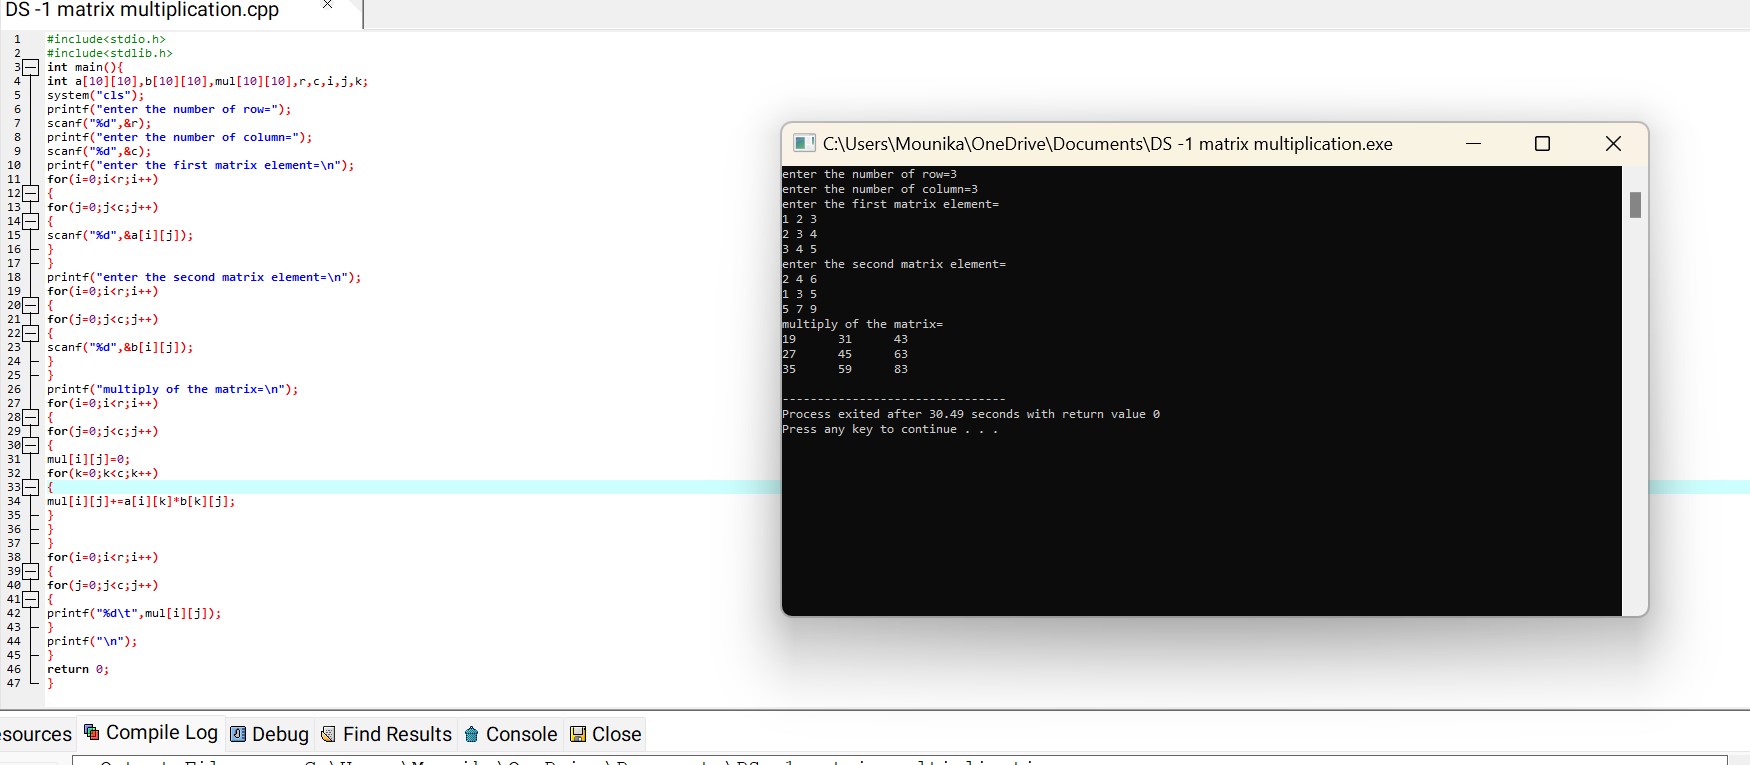 DS -1 matrix multiplication.cpp
1 #include<stdio.h>
2 #include<stdlib.h>
3 int main(){
4 int a[10][10],b[10][10],mul[10][10],r,c,i,j,k;
5 system("cls");
6 printf("enter the number of row=");
7 scanf("%d",&r);
8 printf("enter the number of column=");
9 scanf("%d",&c);
10 printf("enter the first matrix element=\n");
11 for(i=0;i<r;i++)
12 {
13 for(j=0;j<c;j++)
14 {
15 scanf("%d",&a[i][j]);
16 }
17 }
18 printf("enter the second matrix element=\n");
19 for(i=0;i<r;i++)
20 {
21 for(j=0;j<c;j++)
22 {
23 scanf("%d",&b[i][j]);
24 }
25 }
26 printf("multiply of the matrix=\n");
27 for(i=0;i<r;i++)
28 {
29 for(j=0;j<c;j++)
30 {
31 mul[i][j]=0;
32 for(k=0;k<c;k++)
33 {
34 mul[i][j]+=a[i][k]*b[k][j];
35 }
36 }
37 }
38 for(i=0;i<r;i++)
39 {
40 for(j=0;j<c;j++)
41 {
42 printf("%d\t",mul[i][j]);
43 }
44 printf("\n");
45 }
46 return 0;
47 }
C:\Users\Mounika\OneDrive\Documents\DS -1 matrix multiplication.exe
enter the number of row=3
enter the number of column=3
enter the first matrix element=
1 2 3
2 3 4
3 4 5
enter the second matrix element=
2 4 6
1 3 5
5 7 9
multiply of the matrix=
19 31 43
27 45 63
35 59 83
--------------------------------
Process exited after 30.49 seconds with return value 0
Press any key to continue . . .
esources Compile Log Debug Find Results Console Close